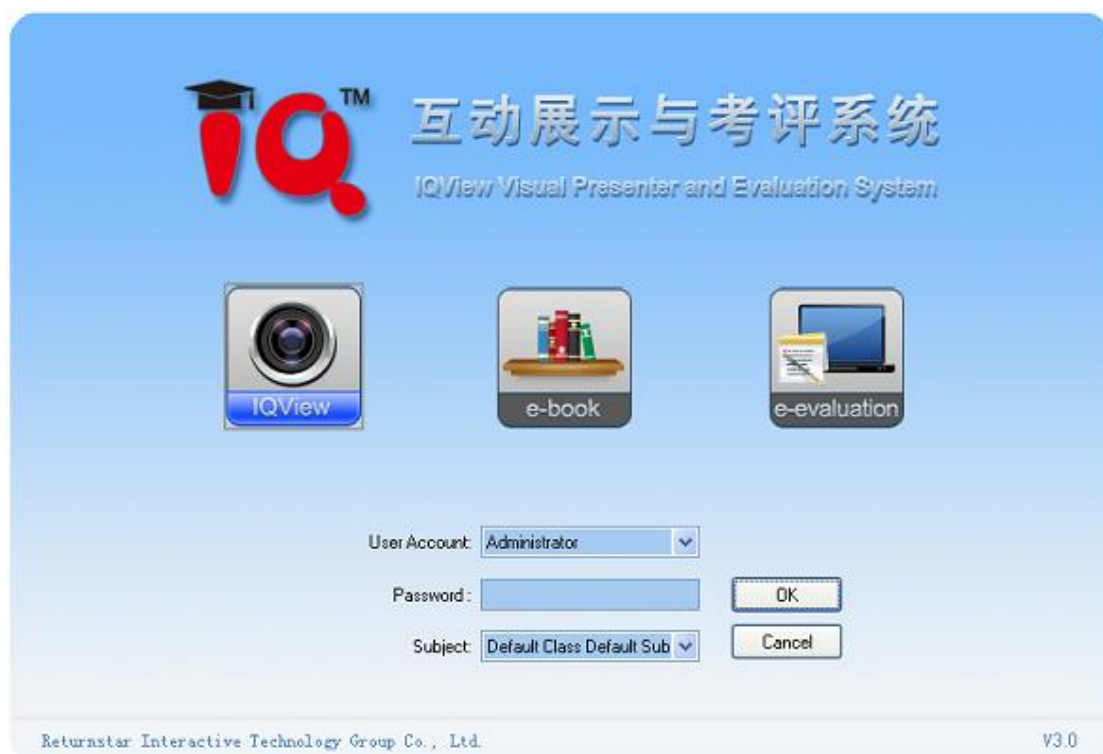 IQ™
互动展示与考评系统
IQView Visual Presenter and Evaluation System
IQView
e-book
e-evaluation
User Account: Administrator
Password :
OK
Subject: Default Class Default Sub
Cancel
Returnstar Interactive Technology Group Co., Ltd.
V3.0